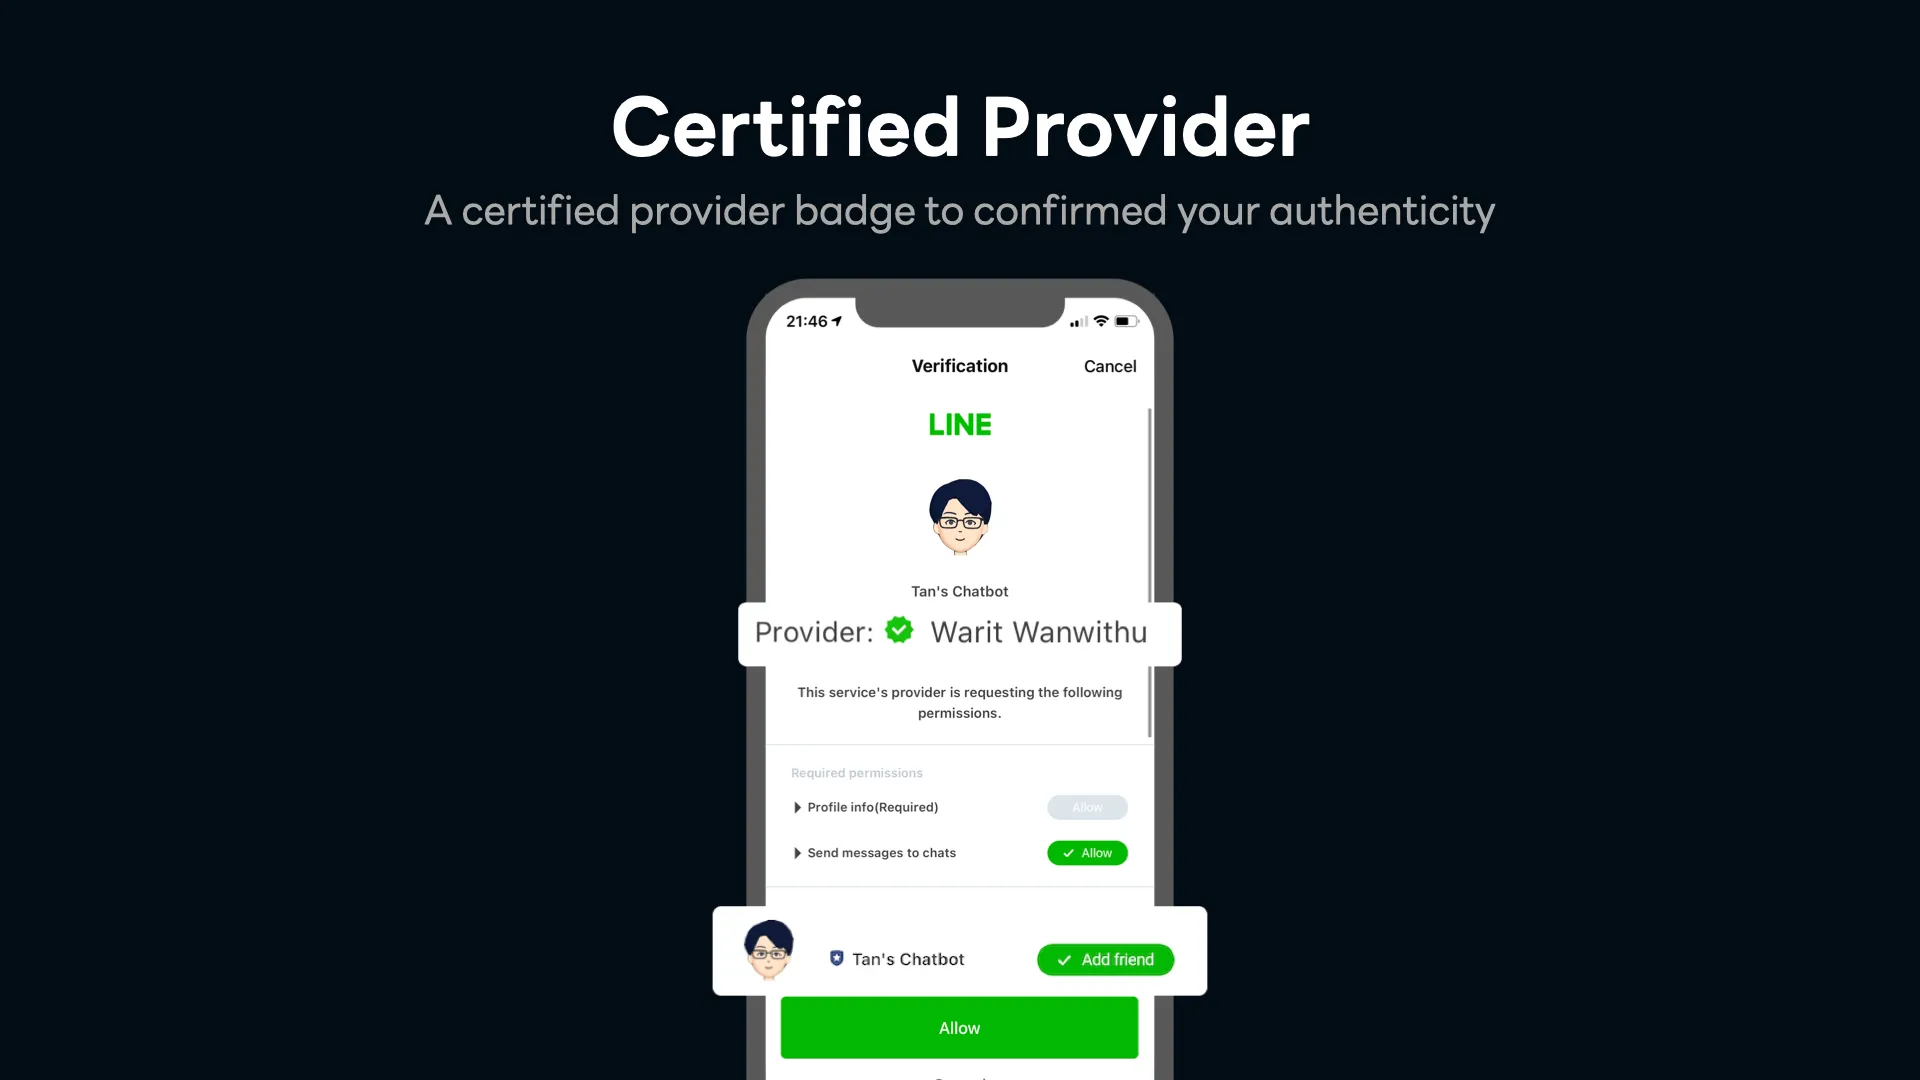 Certified Provider
A certified provider badge to confirmed your authenticity
21:46
Verification
Cancel
LINE
Tan's Chatbot
Provider: Warit Wanwithu
This service's provider is requesting the following
permissions.
Required permissions
Profile info(Required)
Allow
Send messages to chats
Allow
Tan's Chatbot
Add friend
Allow